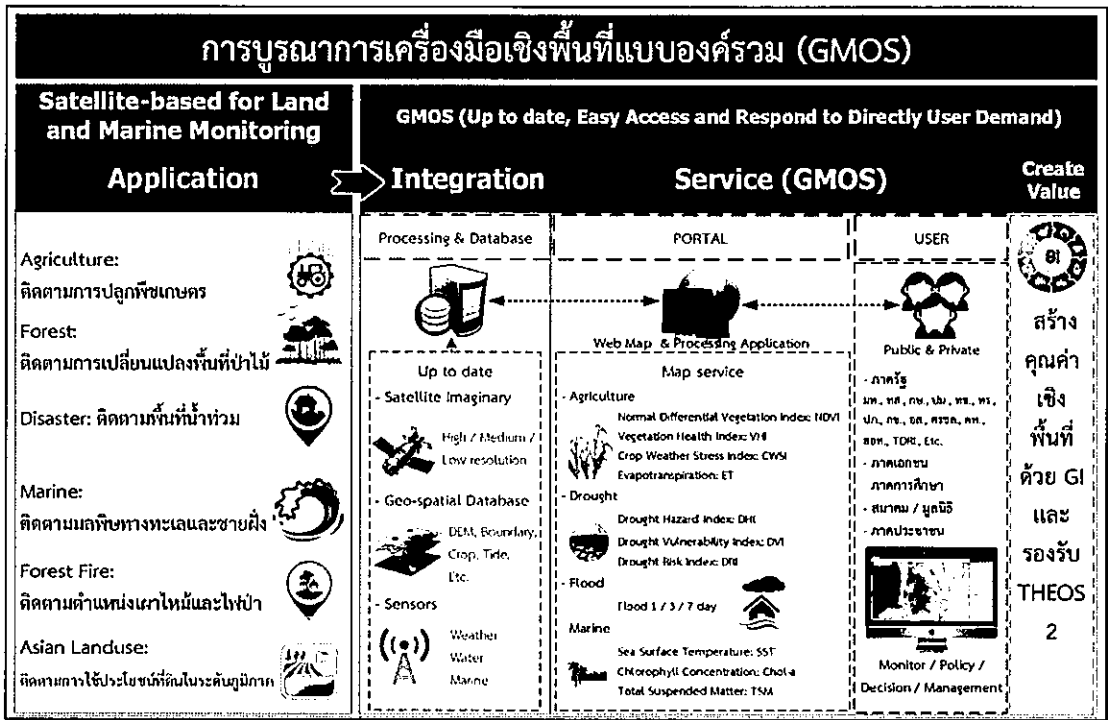 การบูรณาการเครื่องมือเชิงพื้นที่แบบองค์รวม (GMOS)
Satellite-based for Land
and Marine Monitoring
GMOS (Up to date, Easy Access and Respond to Directly User Demand)
Application
Integration
Service (GMOS)
Create
Value
Agriculture:
ติดตามการปลูกพืชเกษตร
Forest:
ติดตามการเปลี่ยนแปลงพื้นที่ป่าไม้
Disaster: ติดตามพื้นที่น้ำท่วม
Marine:
ติดตามมลพิษทางทะเลและชายฝั่ง
Forest Fire:
ติดตามตำแหน่งเผาไหม้และไฟป่า
Asian Landuse:
ติดตามการใช้ประโยชน์ที่ดินในระดับภูมิภาค
Processing & Database
Up to date
- Satellite Imaginary
High / Medium /
Low resolution
- Geo-spatial Database
DEM, Boundary,
Crop, Tide,
Etc.
- Sensors
Weather
Water
Marine
PORTAL
Web Map & Processing Application
Map service
- Agriculture
Normal Differential Vegetation Index: NDVI
Vegetation Health Index: VHI
Crop Weather Stress Index: CWSI
Evapotranspiration: ET
- Drought
Drought Hazard Index: DHI
Drought Vulnerability Index: DVI
Drought Risk Index: DRI
- Flood
Flood 1 / 3 / 7 day
Marine
Sea Surface Temperature: SST
Chlorophyll Concentration: Chol-a
Total Suspended Matter: TSM
USER
Public & Private
- ภาครัฐ
มท., ทส., กษ., ปม., ทช., ทร.,
TDRI, Etc.
- ภาคเอกชน
ภาคการศึกษา
- สมาคม / มูลนิธิ
- ภาคประชาชน
Monitor / Policy /
Decision / Management
GI
สร้าง
คุณค่า
เชิง
พื้นที่
ด้วย GI
และ
รองรับ
THEOS
2